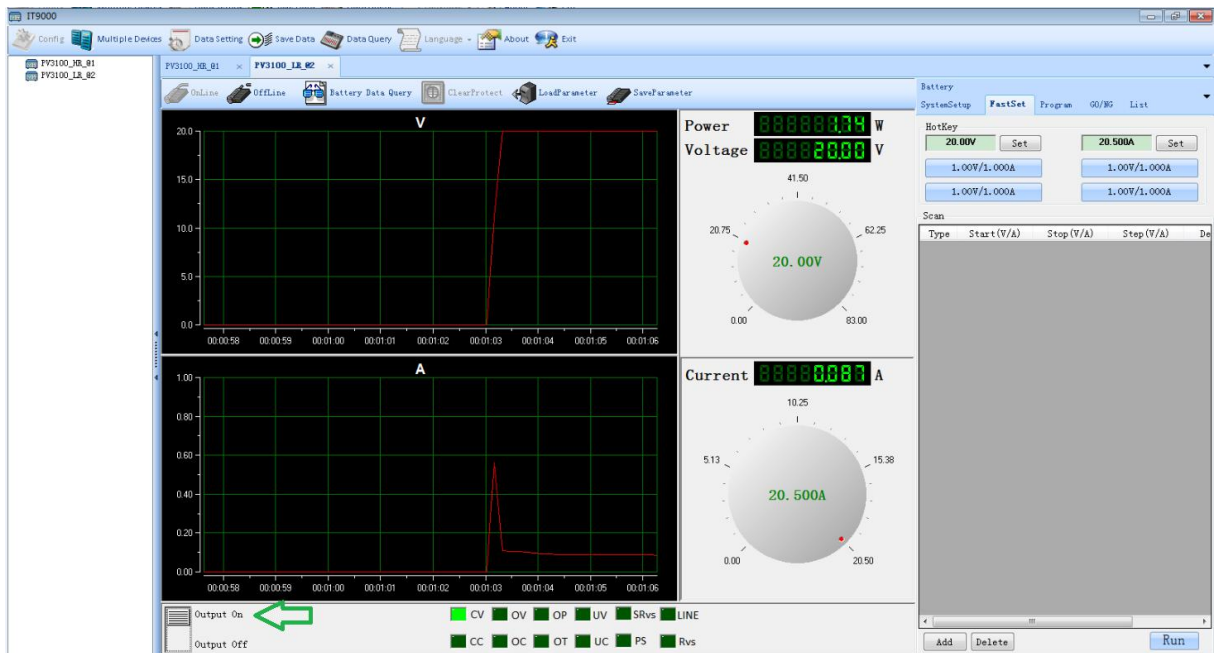 IT9000
Config Multiple Devices Data Setting Save Data Data Query Language About Exit
PV3100_HR_01
PV3100_LR_02
PV3100_HR_01 × PV3100_LR_02 ×
OnLine OffLine Battery Data Query ClearProtect LoadParameter SaveParameter
V
20.0
15.0
10.0
5.0
0.0
00:00:58 00:00:59 00:01:00 00:01:01 00:01:02 00:01:03 00:01:04 00:01:05 00:01:06
Power 1.74 W
Voltage 20.00 V
41.50
20.75 62.25
20.00V
0.00 83.00
A
1.00
0.80
0.60
0.40
0.20
0.00
00:00:58 00:00:59 00:01:00 00:01:01 00:01:02 00:01:03 00:01:04 00:01:05 00:01:06
Current 0.087 A
10.25
5.13 15.38
20.500A
0.00 20.50
Output On
Output Off
CV OV OP UV SRvs LINE
CC OC OT UC PS Rvs
Battery
SystemSetup FastSet Program GO/NG List
HotKey
20.00V Set 20.500A Set
1.00V/1.000A 1.00V/1.000A
1.00V/1.000A 1.00V/1.000A
Scan
Type Start(V/A) Stop(V/A) Step(V/A) De
Add Delete Run